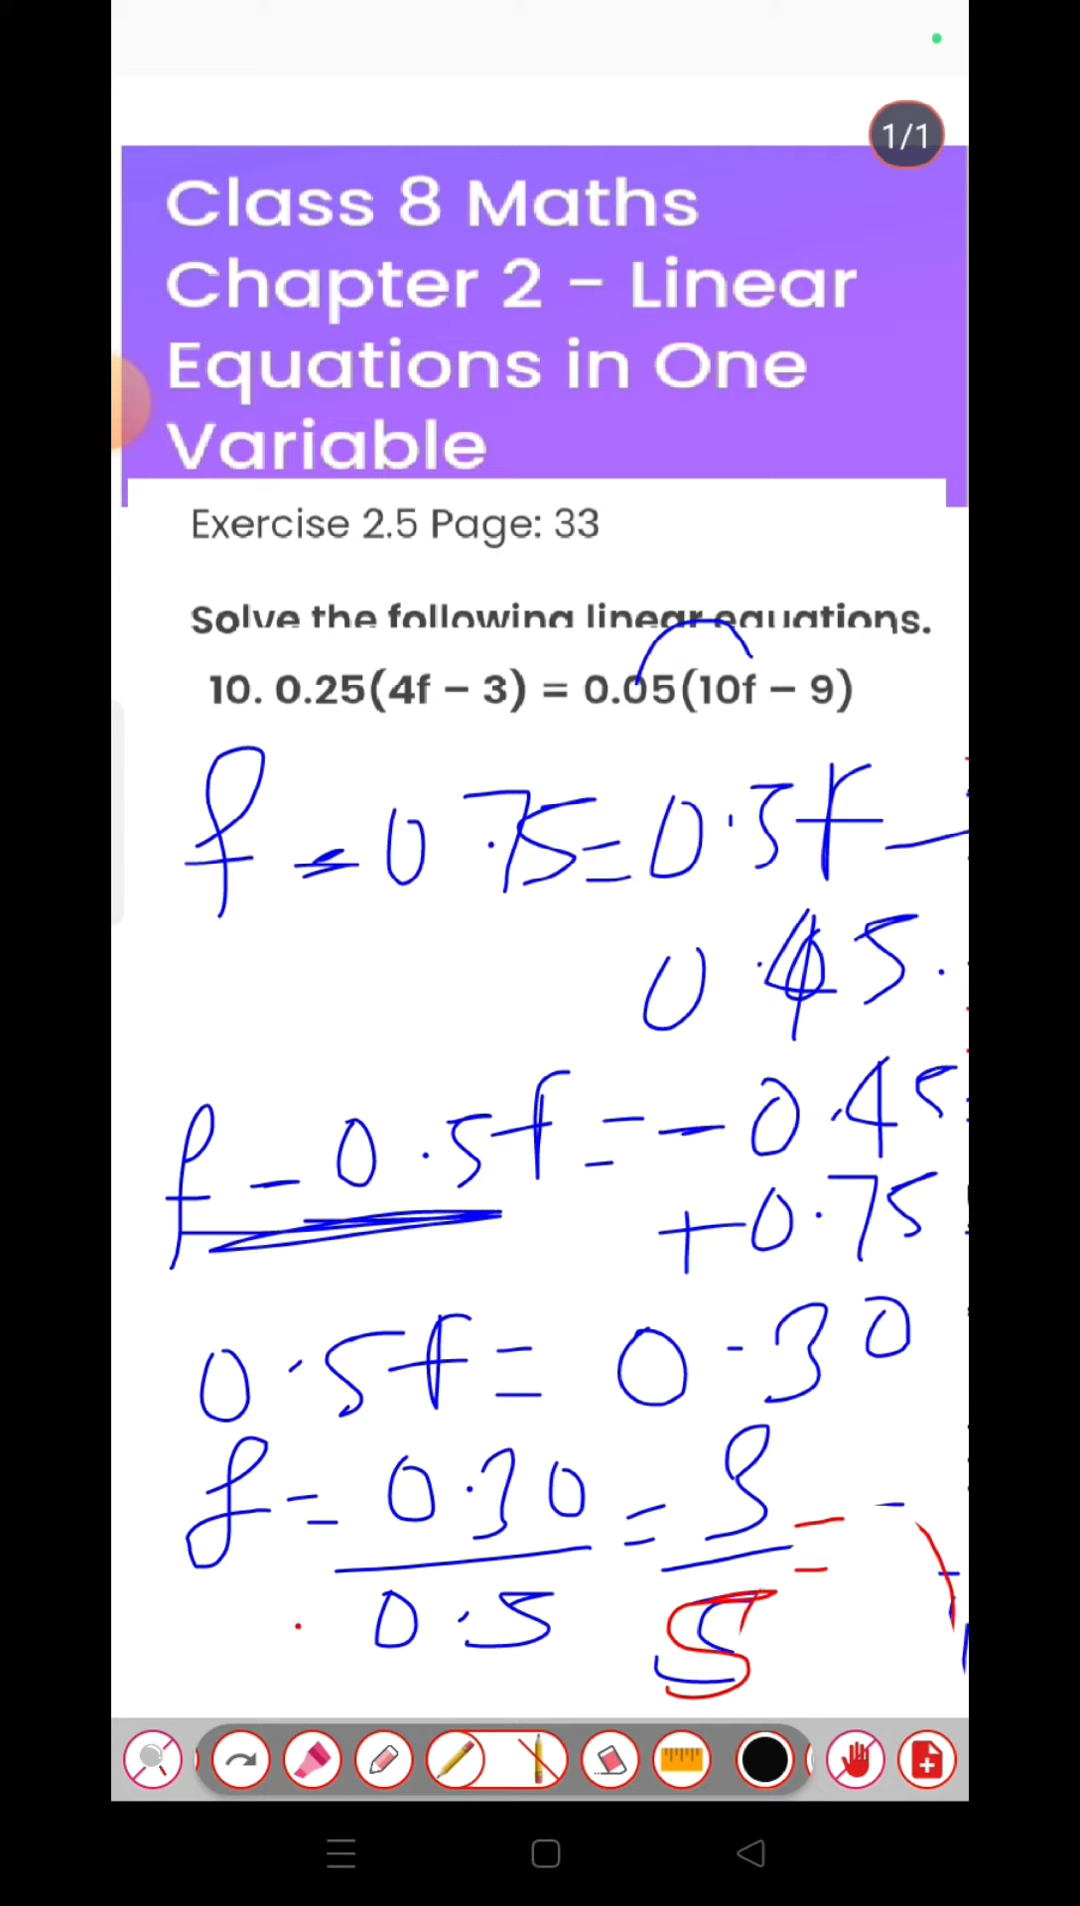 1/1
Class 8 Maths
Chapter 2 – Linear
Equations in One
Variable
Exercise 2.5 Page: 33
Solve the following linear equations.
10. 0.25(4f – 3) = 0.05(10f – 9)
f - 0.75 = 0.5f -
0.45.
f - 0.5f = - 0.45
+ 0.75
0.5f = 0.30
f = 0.30/0.5 = 3/5 =